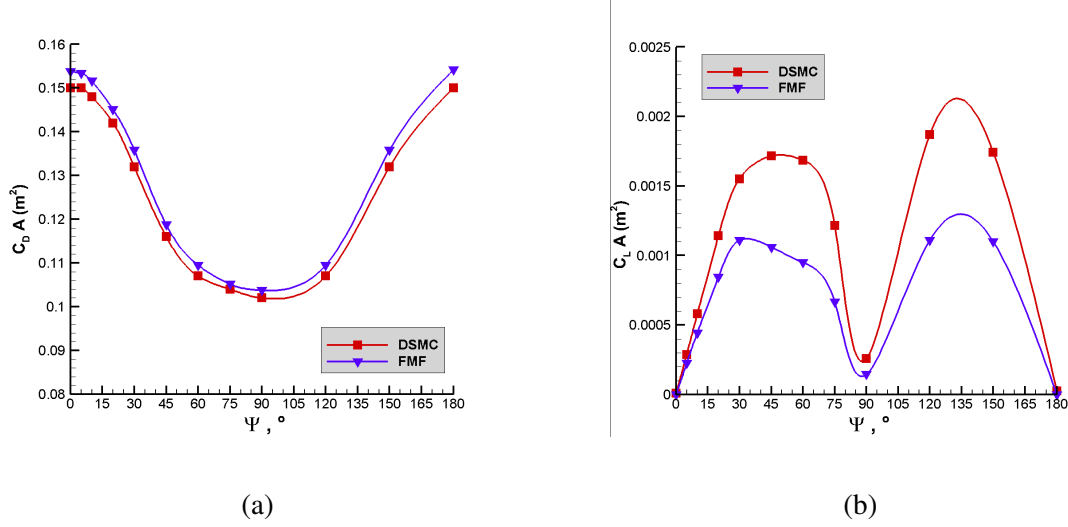 0.16
0.15
0.14
0.13
0.12
0.11
0.1
0.09
0.08
C_D A (m²)
DSMC
FMF
0 15 30 45 60 75 90 105 120 135 150 165 180
Ψ , °
(a)
0.0025
0.002
0.0015
0.001
0.0005
0
C_L A (m²)
DSMC
FMF
0 15 30 45 60 75 90 105 120 135 150 165 180
Ψ , °
(b)